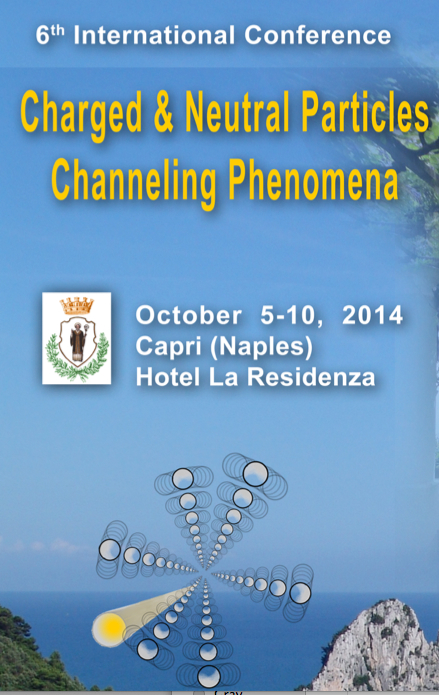 6th International Conference
Charged & Neutral Particles
Channeling Phenomena
October 5-10, 2014
Capri (Naples)
Hotel La Residenza